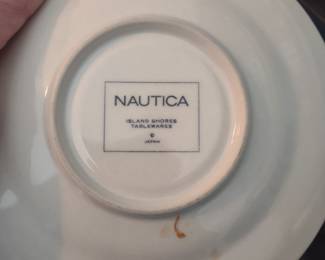 NAUTICA
ISLAND SHORES
TABLEWARES
©
JAPAN